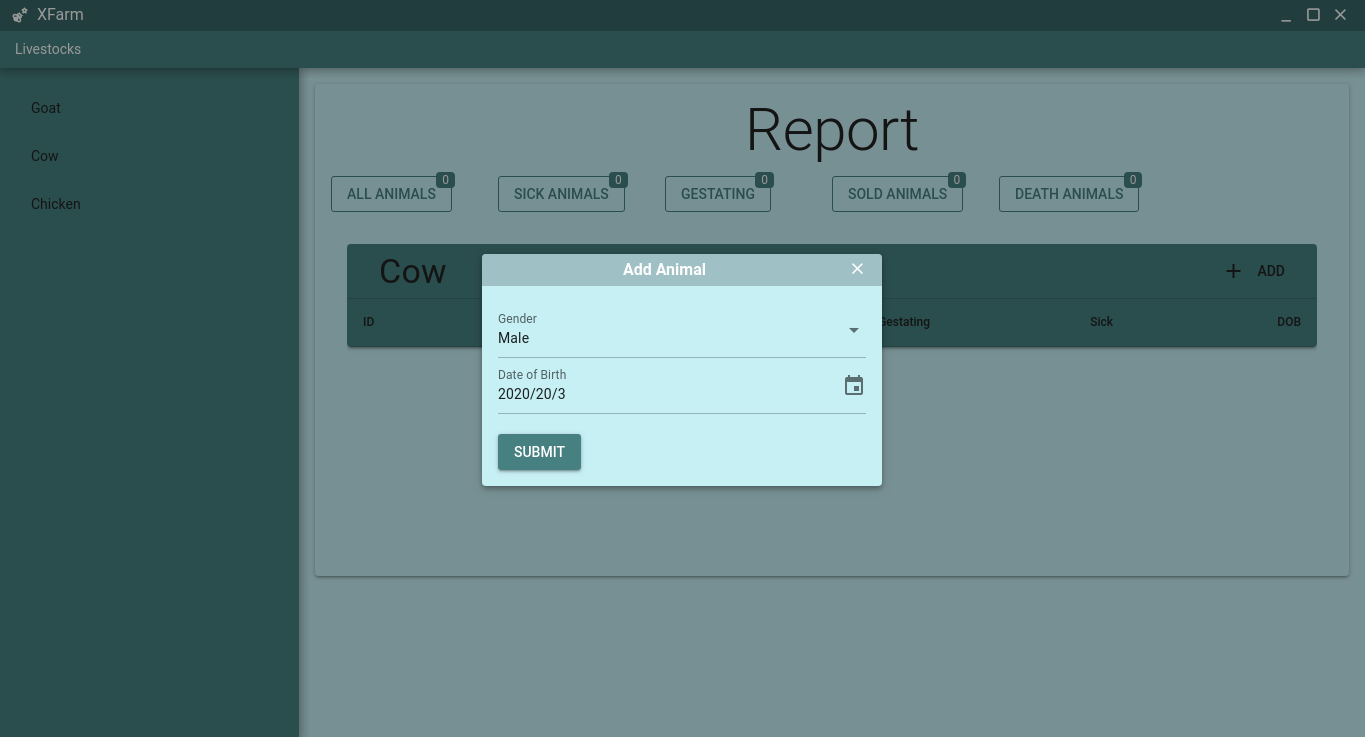 XFarm
Livestocks
Goat
Cow
Chicken
Report
ALL ANIMALS 0
SICK ANIMALS 0
GESTATING 0
SOLD ANIMALS 0
DEATH ANIMALS 0
Cow
ADD
ID
Gestating
Sick
DOB
Add Animal
Gender
Male
Date of Birth
2020/20/3
SUBMIT